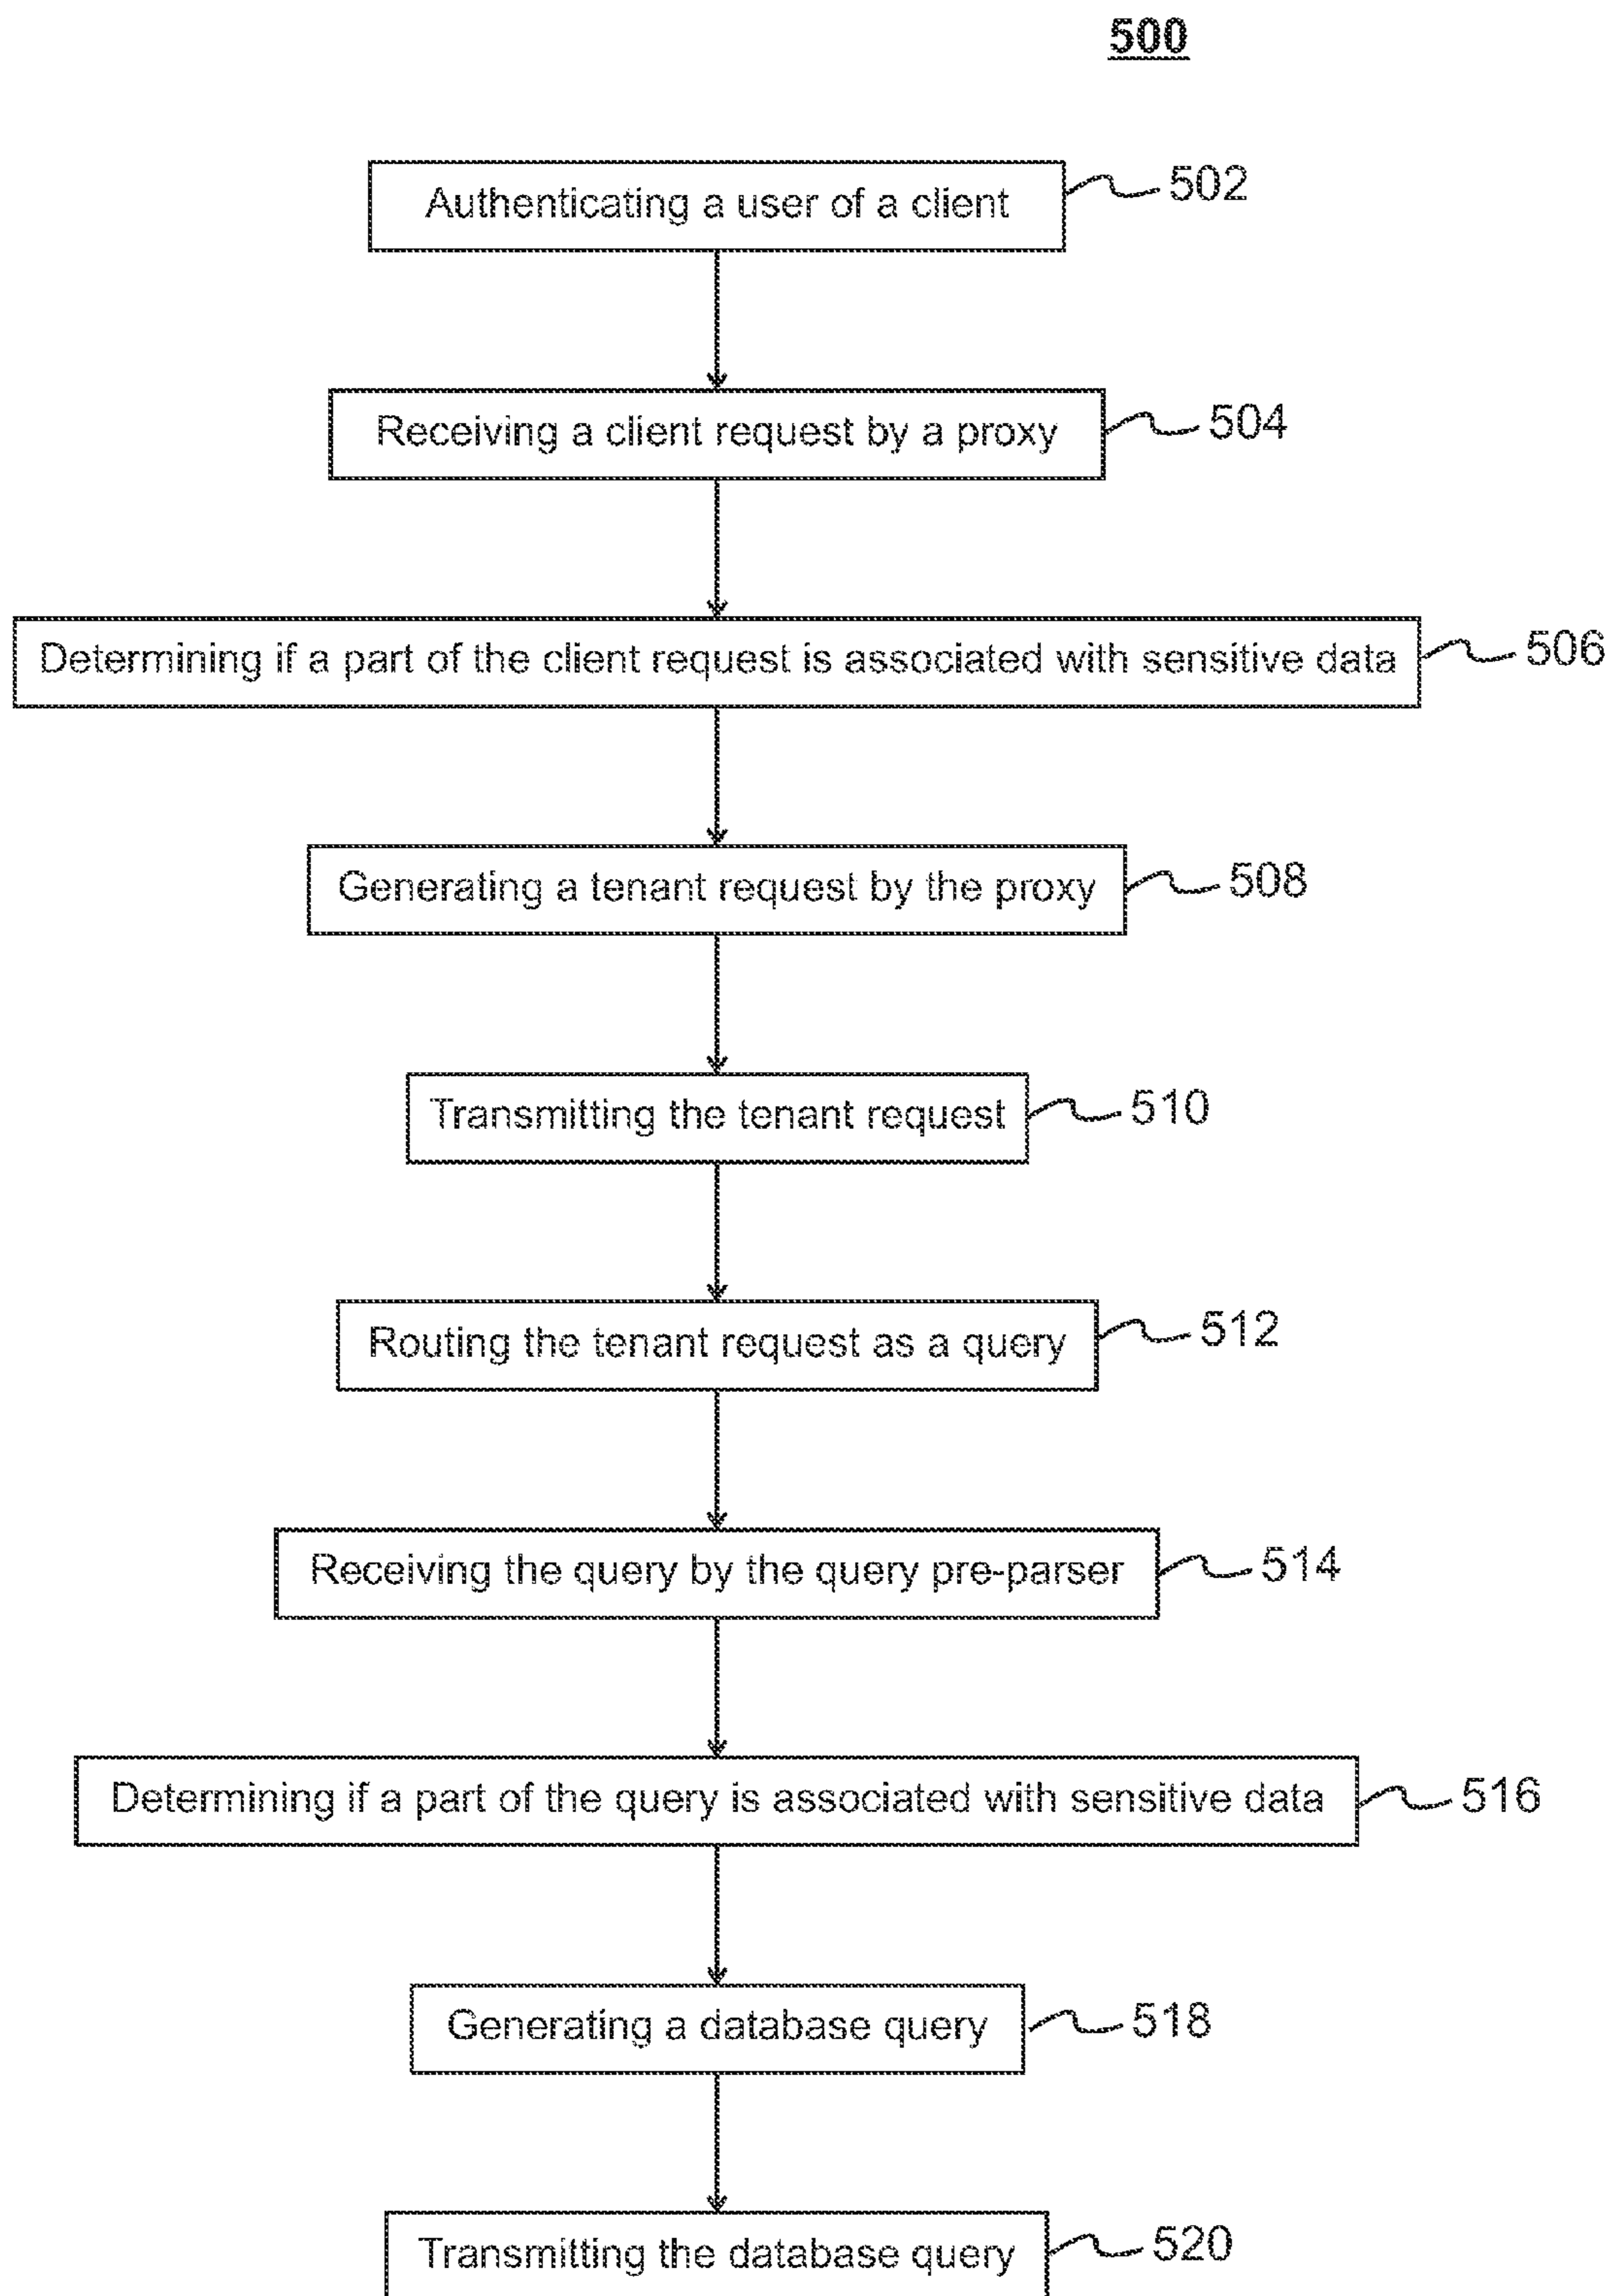 500
Authenticating a user of a client 502
Receiving a client request by a proxy 504
Determining if a part of the client request is associated with sensitive data 506
Generating a tenant request by the proxy 508
Transmitting the tenant request 510
Routing the tenant request as a query 512
Receiving the query by the query pre-parser 514
Determining if a part of the query is associated with sensitive data 516
Generating a database query 518
Transmitting the database query 520